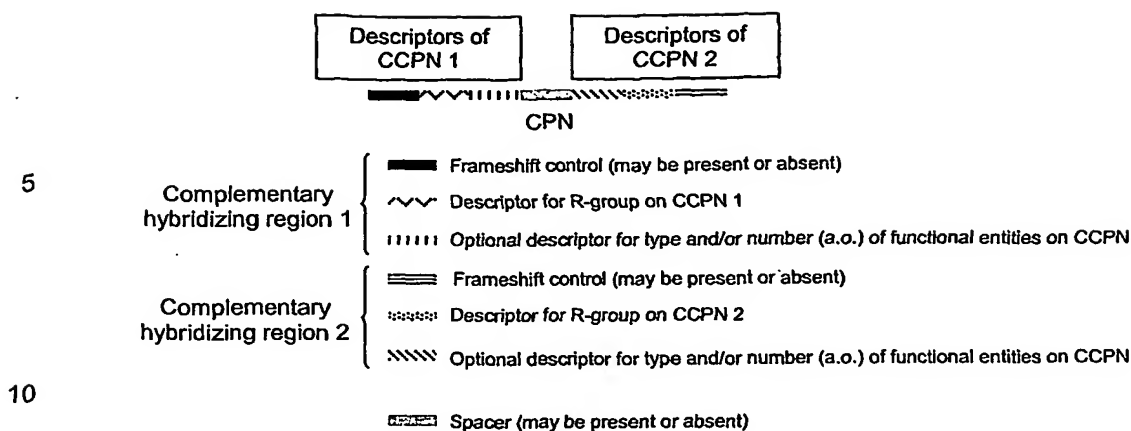 Descriptors of CCPN 1
Descriptors of CCPN 2
CPN
5
Complementary hybridizing region 1
Frameshift control (may be present or absent)
Descriptor for R-group on CCPN 1
Optional descriptor for type and/or number (a.o.) of functional entities on CCPN
Complementary hybridizing region 2
Frameshift control (may be present or absent)
Descriptor for R-group on CCPN 2
Optional descriptor for type and/or number (a.o.) of functional entities on CCPN
10
Spacer (may be present or absent)